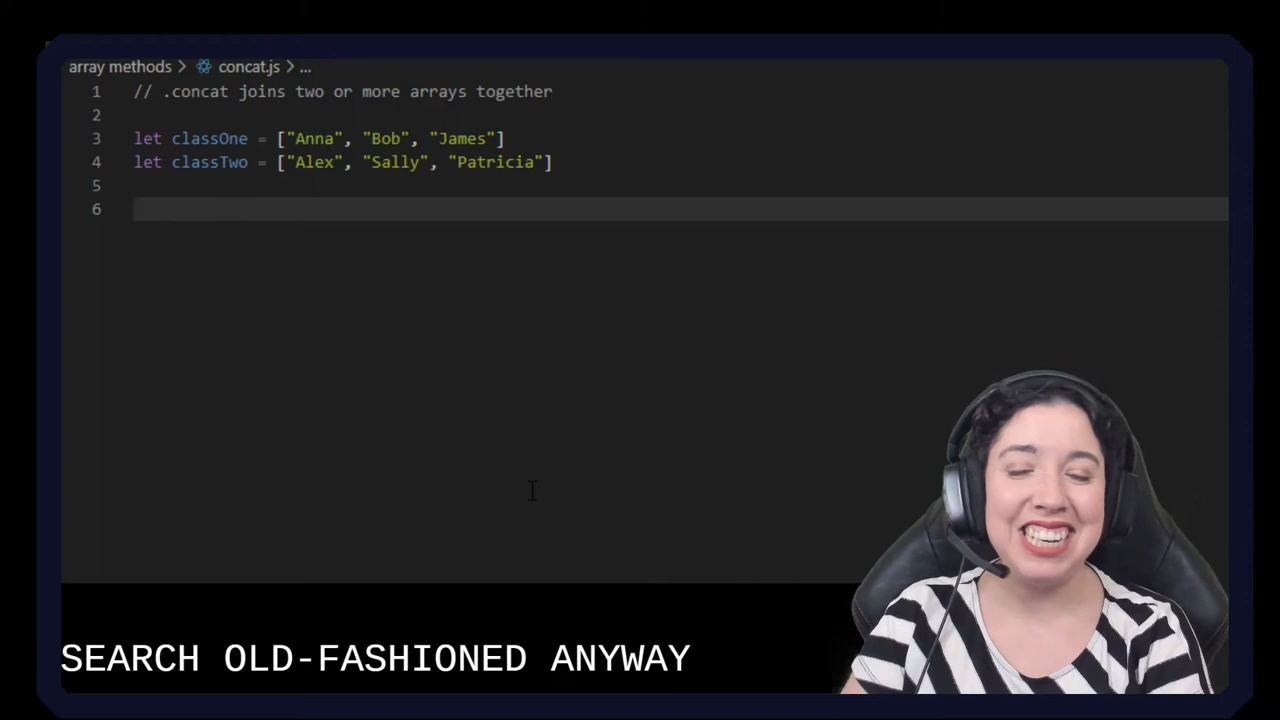 array methods > concat.js > ...
1 // .concat joins two or more arrays together
2
3 let classOne = ["Anna", "Bob", "James"]
4 let classTwo = ["Alex", "Sally", "Patricia"]
5
6
SEARCH OLD-FASHIONED ANYWAY